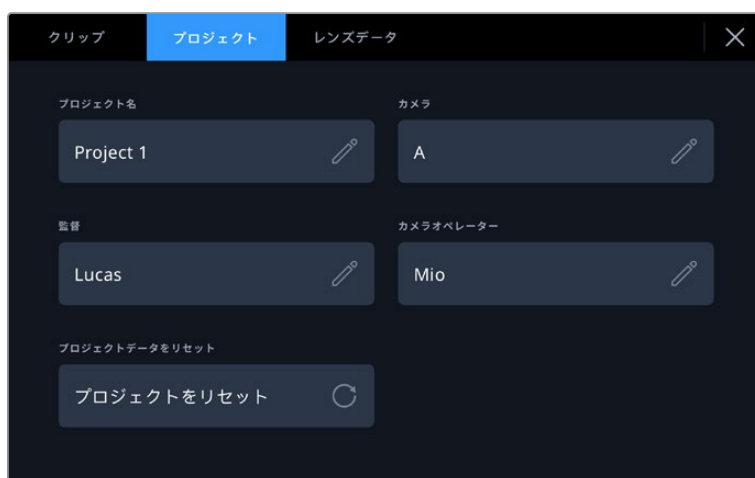 クリップ プロジェクト レンズデータ
プロジェクト名
Project 1
カメラ
A
監督
Lucas
カメラオペレーター
Mio
プロジェクトデータをリセット
プロジェクトをリセット